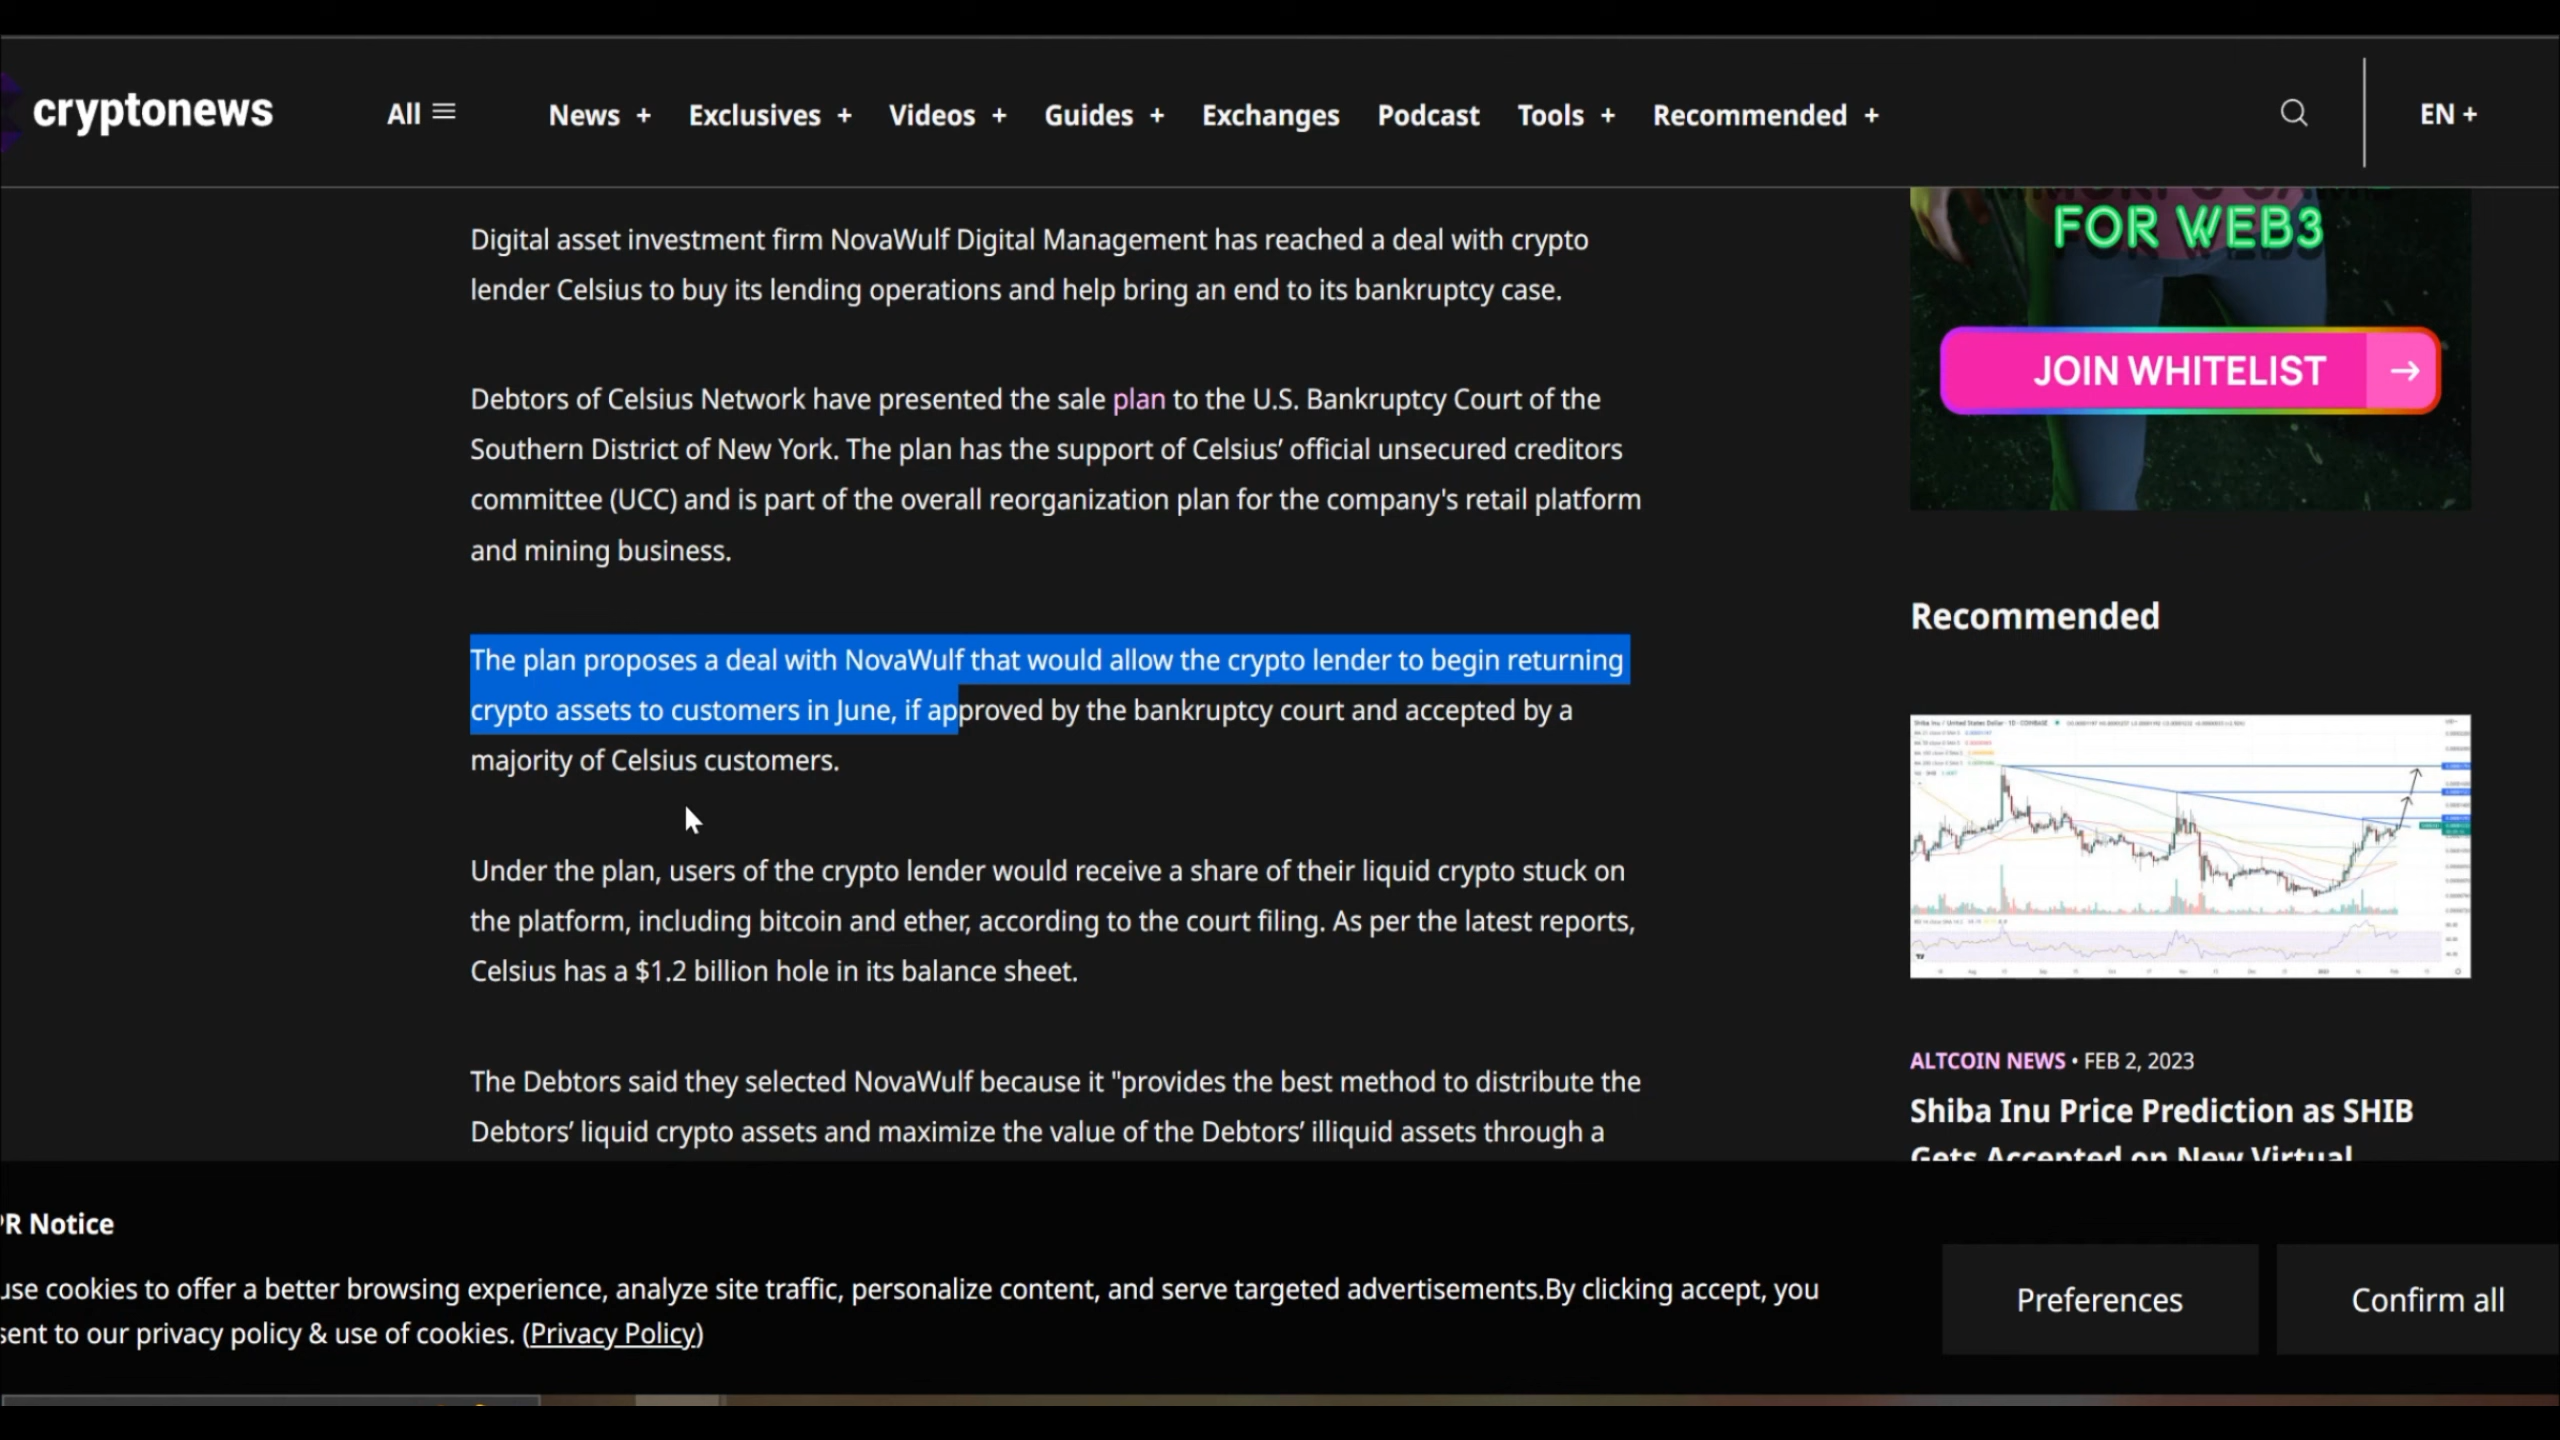 cryptonews
All
News +
Exclusives +
Videos +
Guides +
Exchanges
Podcast
Tools +
Recommended +
EN +
Digital asset investment firm NovaWulf Digital Management has reached a deal with crypto
lender Celsius to buy its lending operations and help bring an end to its bankruptcy case.
Debtors of Celsius Network have presented the sale plan to the U.S. Bankruptcy Court of the
Southern District of New York. The plan has the support of Celsius’ official unsecured creditors
committee (UCC) and is part of the overall reorganization plan for the company's retail platform
and mining business.
The plan proposes a deal with NovaWulf that would allow the crypto lender to begin returning
crypto assets to customers in June, if approved by the bankruptcy court and accepted by a
majority of Celsius customers.
Under the plan, users of the crypto lender would receive a share of their liquid crypto stuck on
the platform, including bitcoin and ether, according to the court filing. As per the latest reports,
Celsius has a $1.2 billion hole in its balance sheet.
The Debtors said they selected NovaWulf because it "provides the best method to distribute the
Debtors’ liquid crypto assets and maximize the value of the Debtors’ illiquid assets through a
FOR WEB3
JOIN WHITELIST →
Recommended
ALTCOIN NEWS • FEB 2, 2023
Shiba Inu Price Prediction as SHIB
Gets Accepted on New Virtual
PR Notice
use cookies to offer a better browsing experience, analyze site traffic, personalize content, and serve targeted advertisements.By clicking accept, you
sent to our privacy policy & use of cookies. (Privacy Policy)
Preferences
Confirm all